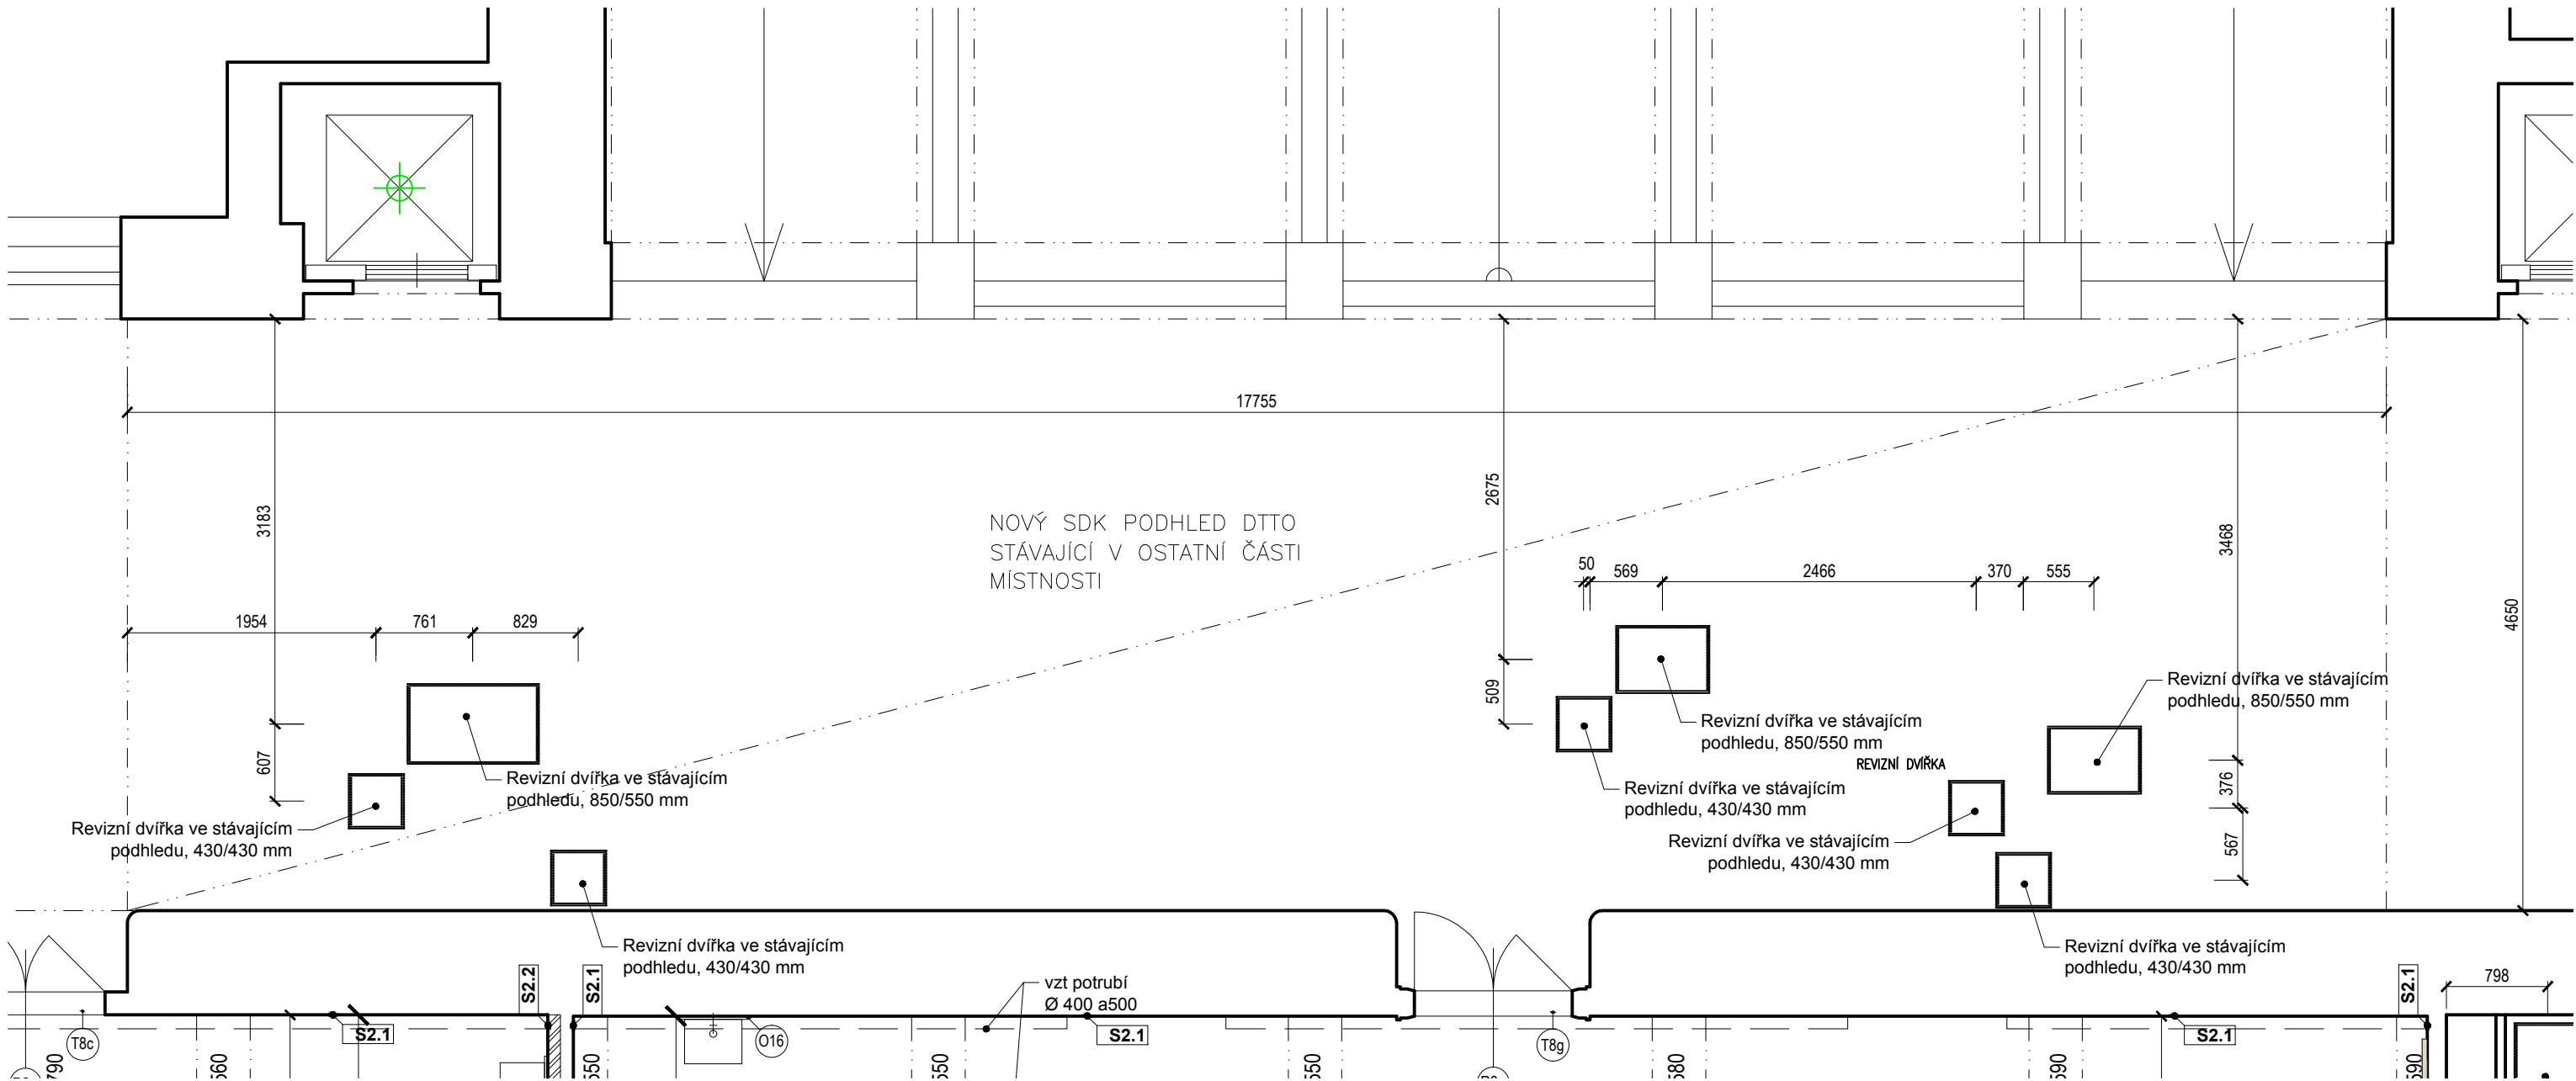 17755
3183
2675
3468
4650
NOVÝ SDK PODHLED DTTO
STÁVAJÍCÍ V OSTATNÍ ČÁSTI
MÍSTNOSTI
50
569
2466
370
555
1954
761
829
509
607
376
567
Revizní dvířka ve stávajícím
podhledu, 850/550 mm
Revizní dvířka ve stávajícím
podhledu, 850/550 mm
REVIZNÍ DVÍŘKA
Revizní dvířka ve stávajícím
podhledu, 850/550 mm
Revizní dvířka ve stávajícím
podhledu, 430/430 mm
Revizní dvířka ve stávajícím
podhledu, 430/430 mm
Revizní dvířka ve stávajícím
podhledu, 430/430 mm
Revizní dvířka ve stávajícím
podhledu, 430/430 mm
Revizní dvířka ve stávajícím
podhledu, 430/430 mm
S2.2
S2.1
vzt potrubí
Ø 400 a500
S2.1
798
T8c
S2.1
O16
S2.1
T8g
S2.1
790
560
550
550
550
580
590
590